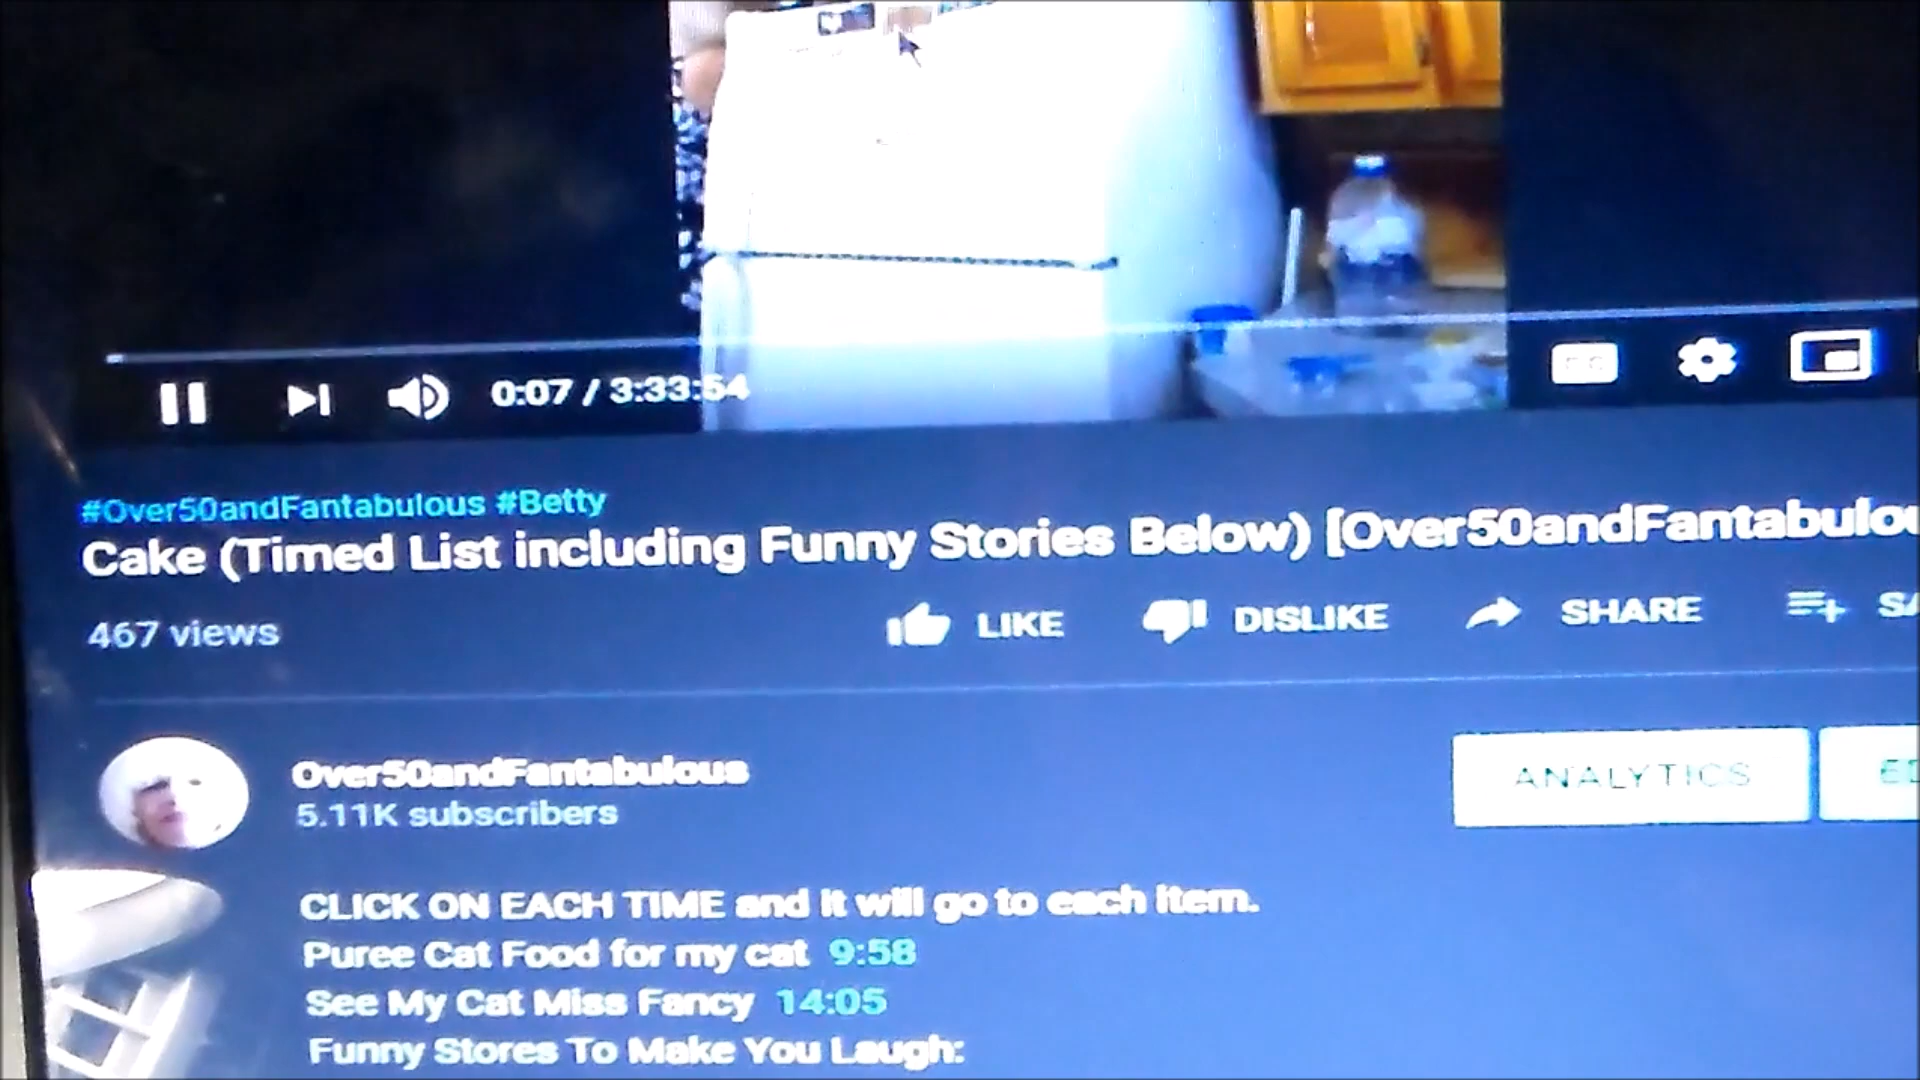 0:07 / 3:33:54
#Over50andFantabulous #Betty
Cake (Timed List including Funny Stories Below) [Over50andFantabulou
467 views
LIKE
DISLIKE
SHARE
SA
Over50andFantabulous
5.11K subscribers
ANALYTICS
ED
CLICK ON EACH TIME and it will go to each item.
Puree Cat Food for my cat 9:58
See My Cat Miss Fancy 14:05
Funny Stores To Make You Laugh: